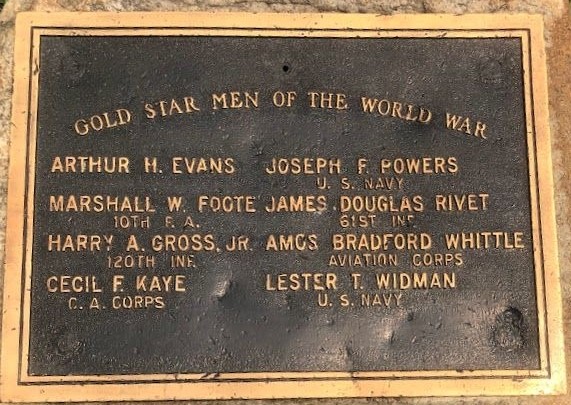 GOLD STAR MEN OF THE WORLD WAR
ARTHUR H. EVANS JOSEPH F. POWERS
U. S. NAVY
MARSHALL W. FOOTE JAMES DOUGLAS RIVET
10TH F. A. 61ST INF.
HARRY A. GROSS, JR. AMOS BRADFORD WHITTLE
120TH INF. AVIATION CORPS
CECIL F. KAYE LESTER T. WIDMAN
C. A. CORPS U. S. NAVY